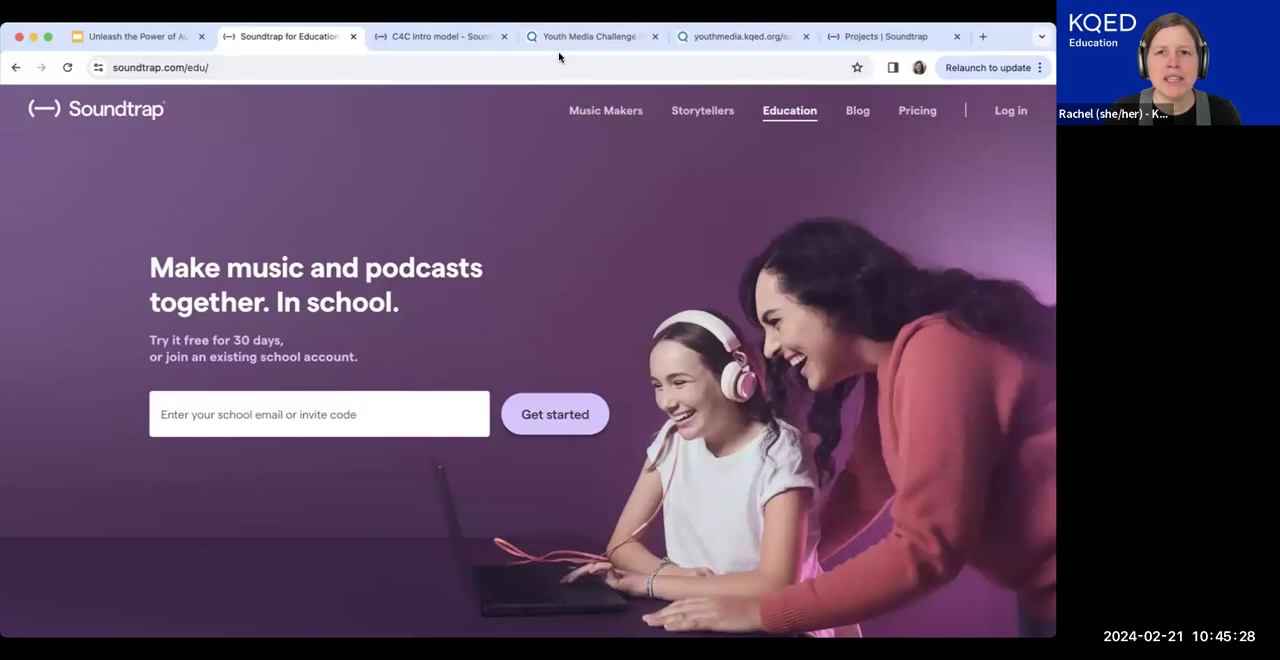 Unleash the Power of Au
Soundtrap for Education
C4C intro model - Soun
Youth Media Challenge
youthmedia.kqed.org/su
Projects | Soundtrap
soundtrap.com/edu/
Relaunch to update
Soundtrap
Music Makers
Storytellers
Education
Blog
Pricing
Log in
Make music and podcasts
together. In school.
Try it free for 30 days,
or join an existing school account.
Enter your school email or invite code
Get started
KQED
Education
Rachel (she/her) - K...
2024-02-21 10:45:28